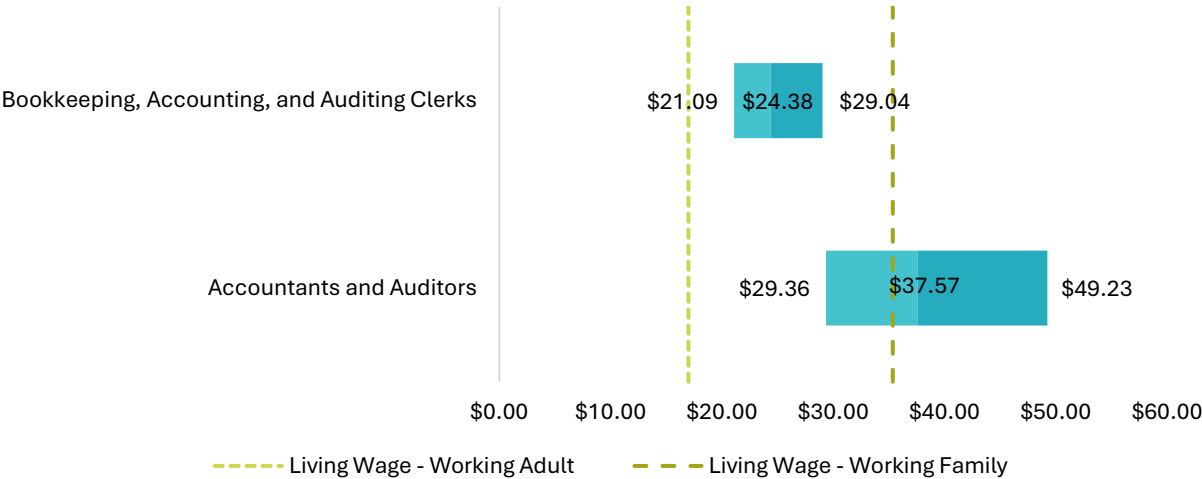 Bookkeeping, Accounting, and Auditing Clerks $21.09 $24.38 $29.04
Accountants and Auditors $29.36 $37.57 $49.23
$0.00 $10.00 $20.00 $30.00 $40.00 $50.00 $60.00
Living Wage - Working Adult Living Wage - Working Family